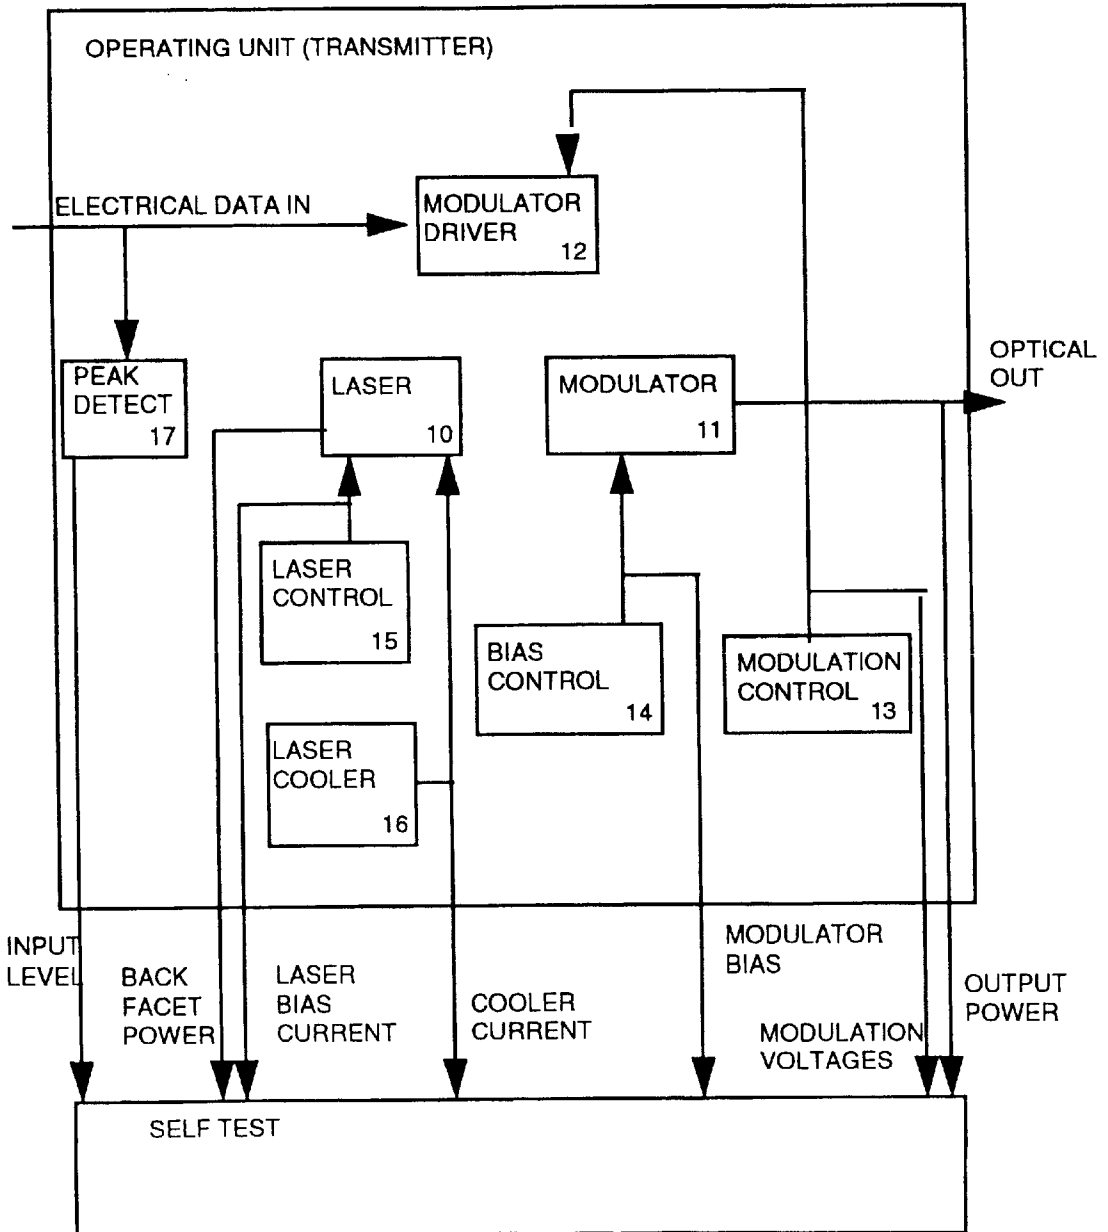 OPERATING UNIT (TRANSMITTER)
ELECTRICAL DATA IN
MODULATOR
DRIVER
12
OPTICAL
OUT
PEAK
DETECT
17
LASER
10
MODULATOR
11
LASER
CONTROL
15
BIAS
CONTROL
14
MODULATION
CONTROL
13
LASER
COOLER
16
INPUT
LEVEL
BACK
FACET
POWER
LASER
BIAS
CURRENT
COOLER
CURRENT
MODULATOR
BIAS
MODULATION
VOLTAGES
OUTPUT
POWER
SELF TEST